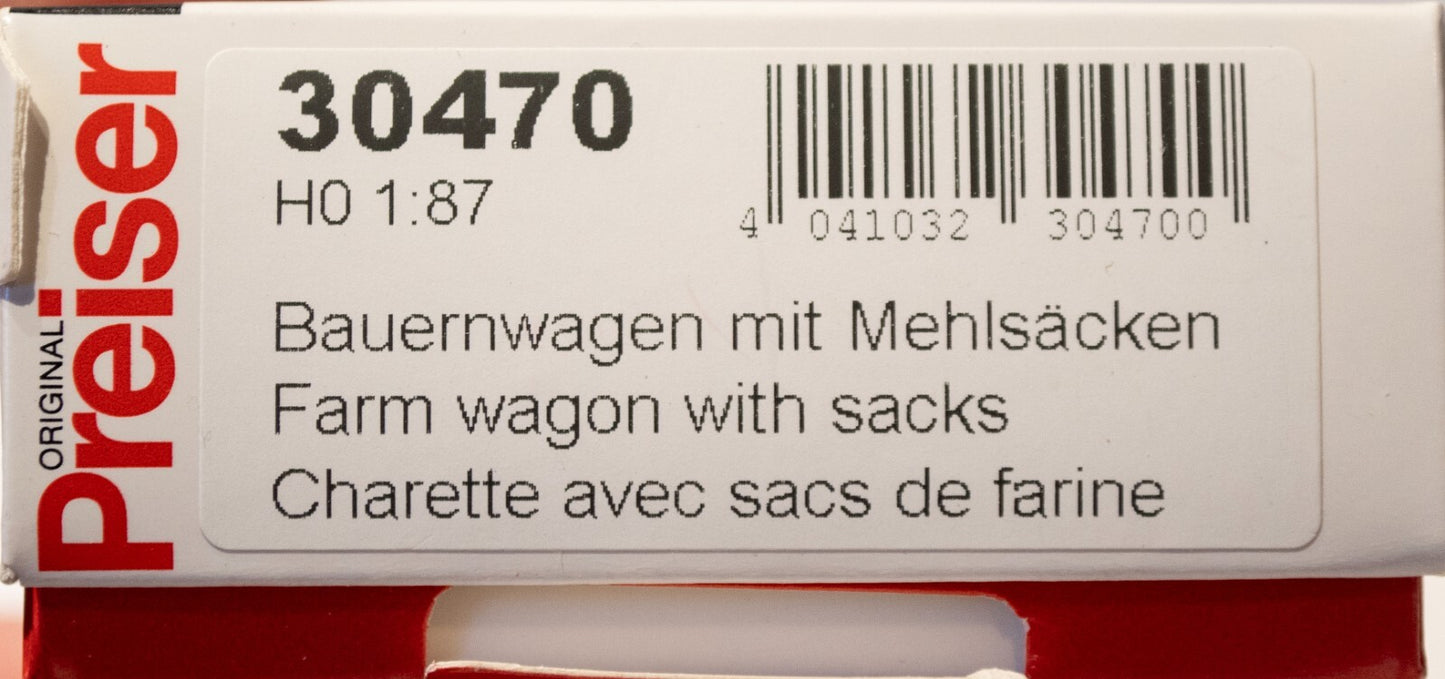 ORIGINAL
Preiser
30470
H0 1:87
4 041032 304700
Bauernwagen mit Mehlsäcken
Farm wagon with sacks
Charette avec sacs de farine